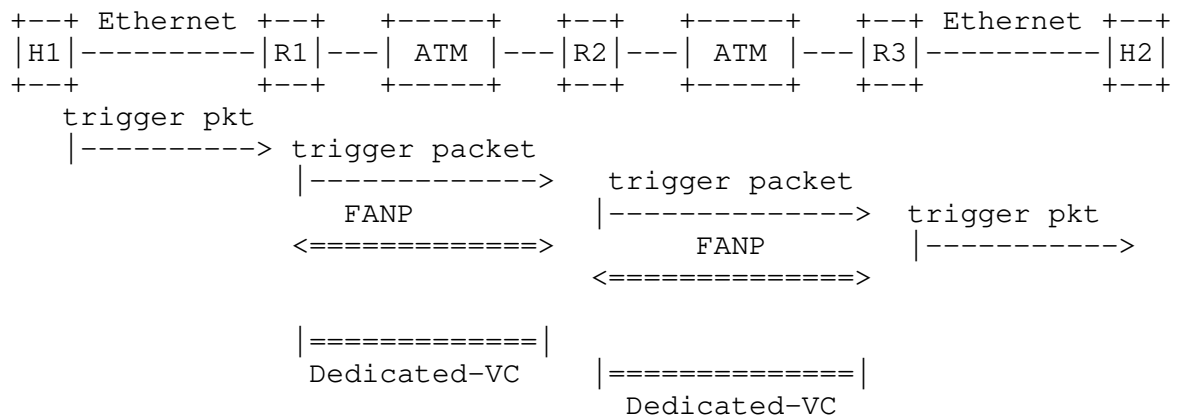 +--+ Ethernet +--+   +-----+   +--+   +-----+   +--+ Ethernet +--+
|H1|----------|R1|---| ATM |---|R2|---| ATM |---|R3|----------|H2|
+--+          +--+   +-----+   +--+   +-----+   +--+          +--+
   trigger pkt
   |----------> trigger packet
                |------------->   trigger packet
                  FANP           |-------------->  trigger pkt
                <=============>        FANP        |----------->
                                 <==============>
                |=============|
                Dedicated-VC     |==============|
                                  Dedicated-VC